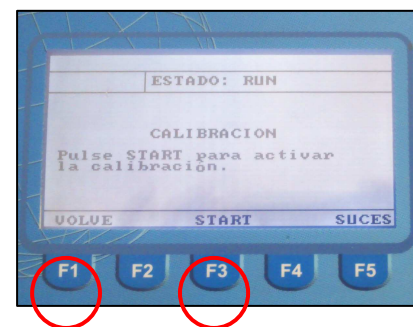 ESTADO: RUN
CALIBRACION
Pulse START para activar
la calibración.
VOLVE START SUCES
F1 F2 F3 F4 F5